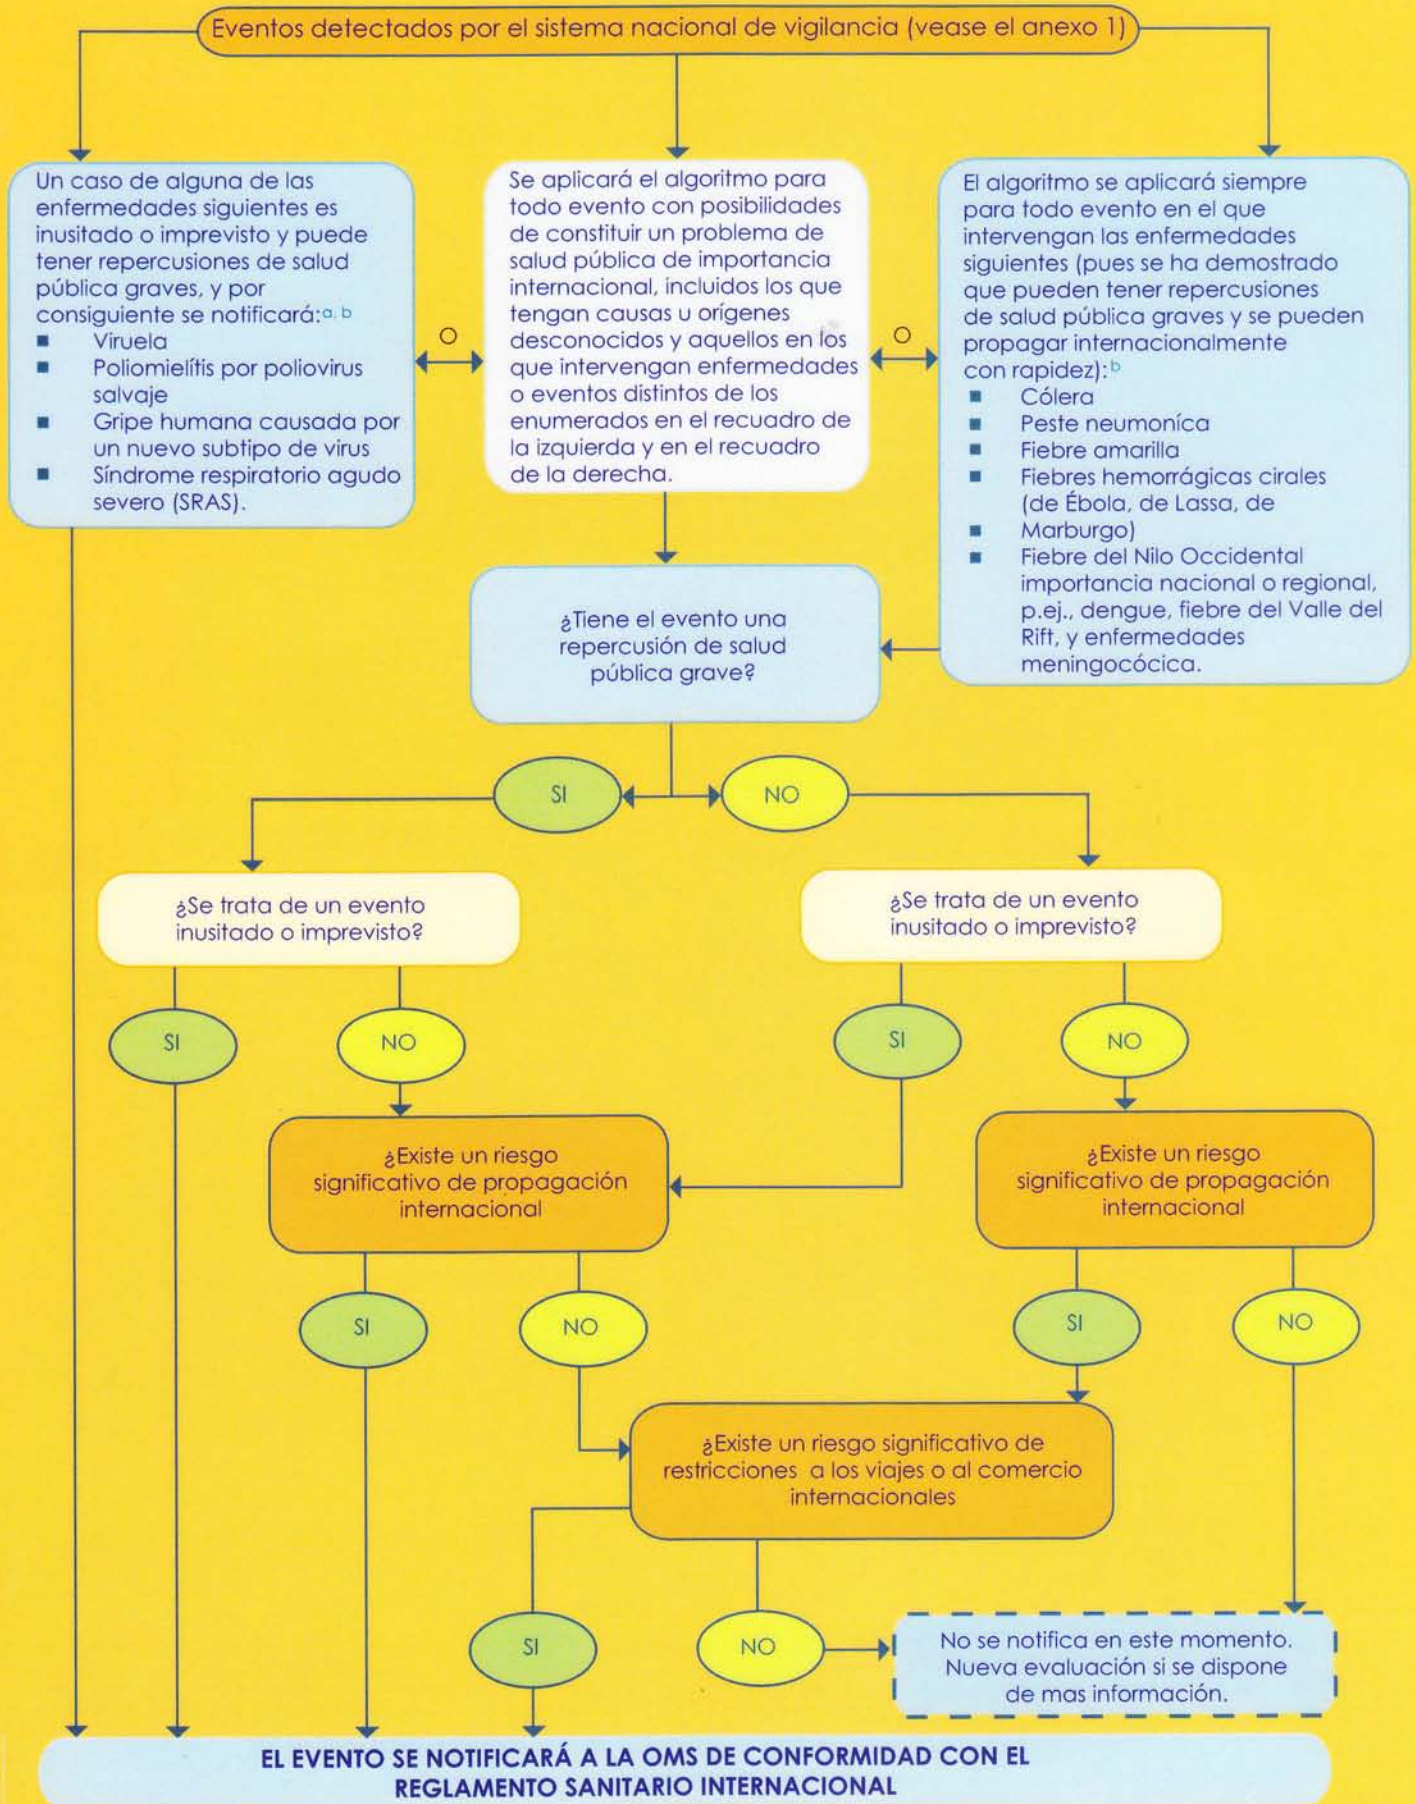 Eventos detectados por el sistema nacional de vigilancia (vease el anexo 1)
Un caso de alguna de las
enfermedades siguientes es
inusitado o imprevisto y puede
tener repercusiones de salud
pública graves, y por
consiguiente se notificará:a, b
■ Viruela
■ Poliomielítis por poliovirus
salvaje
■ Gripe humana causada por
un nuevo subtipo de virus
■ Síndrome respiratorio agudo
severo (SRAS).
O
Se aplicará el algoritmo para
todo evento con posibilidades
de constituir un problema de
salud pública de importancia
internacional, incluidos los que
tengan causas u orígenes
desconocidos y aquellos en los
que intervengan enfermedades
o eventos distintos de los
enumerados en el recuadro de
la izquierda y en el recuadro
de la derecha.
O
El algoritmo se aplicará siempre
para todo evento en el que
intervengan las enfermedades
siguientes (pues se ha demostrado
que pueden tener repercusiones
de salud pública graves y se pueden
propagar internacionalmente
con rapidez):b
■ Cólera
■ Peste neumoníca
■ Fiebre amarilla
■ Fiebres hemorrágicas cirales
(de Ébola, de Lassa, de
■ Marburgo)
■ Fiebre del Nilo Occidental
importancia nacional o regional,
p.ej., dengue, fiebre del Valle del
Rift, y enfermedades
meningocócica.
¿Tiene el evento una
repercusión de salud
pública grave?
SI
NO
¿Se trata de un evento
inusitado o imprevisto?
¿Se trata de un evento
inusitado o imprevisto?
SI
NO
SI
NO
¿Existe un riesgo
significativo de propagación
internacional
¿Existe un riesgo
significativo de propagación
internacional
SI
NO
SI
NO
¿Existe un riesgo significativo de
restricciones a los viajes o al comercio
internacionales
SI
NO
No se notifica en este momento.
Nueva evaluación si se dispone
de mas información.
EL EVENTO SE NOTIFICARÁ A LA OMS DE CONFORMIDAD CON EL
REGLAMENTO SANITARIO INTERNACIONAL